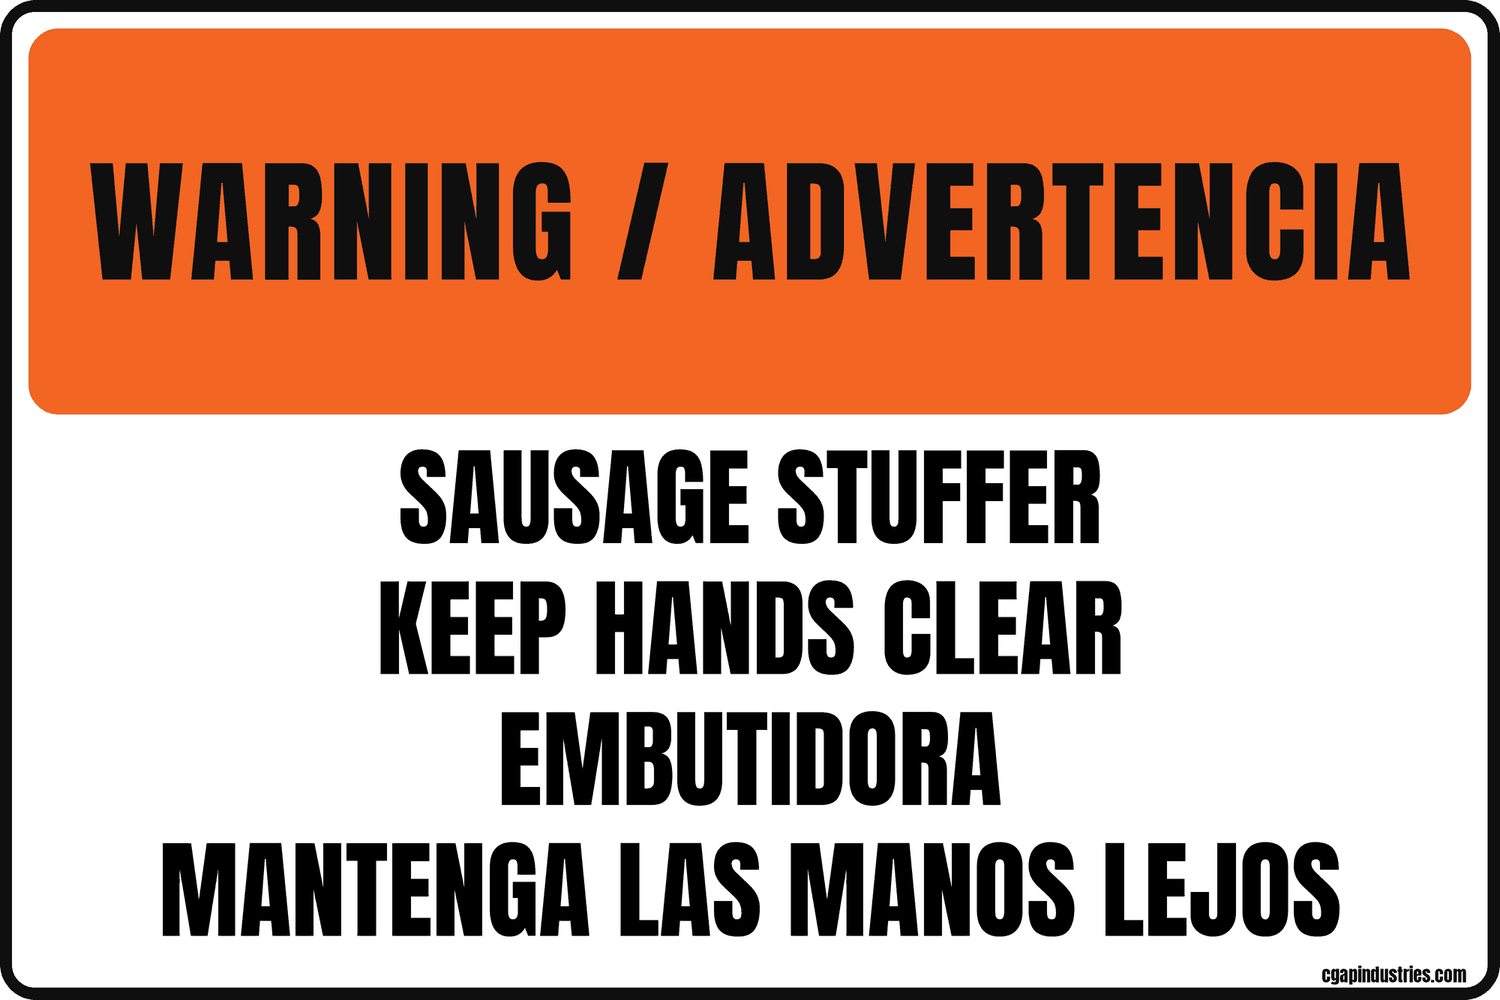 WARNING / ADVERTENCIA
SAUSAGE STUFFER
KEEP HANDS CLEAR
EMBUTIDORA
MANTENGA LAS MANOS LEJOS
cgapindustries.com